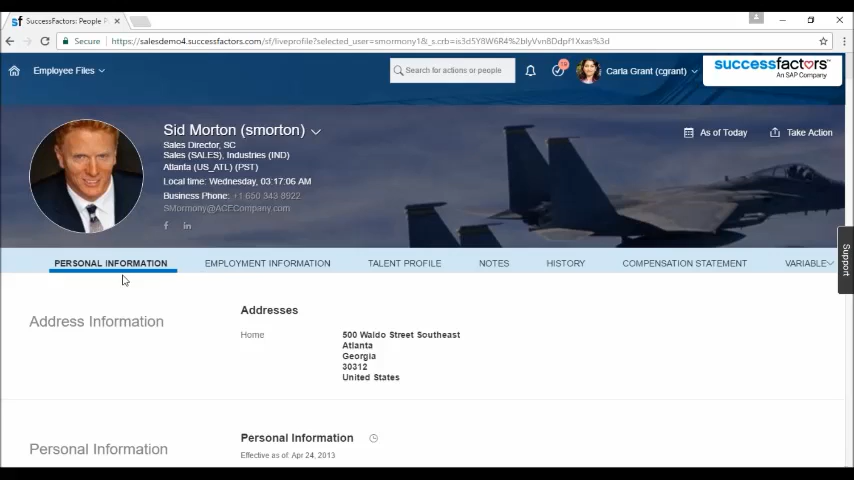 SuccessFactors: People P
Secure
https://salesdemo4.successfactors.com/sf/liveprofile?selected_user=smormony1&_s.crb=is3d5Y8W6R4%2blyVvnBDdpf1Xxas%3d
Employee Files
Search for actions or people
19
Carla Grant (cgrant)
successfactors™
An SAP Company
Sid Morton (smorton)
Sales Director, SC
Sales (SALES), Industries (IND)
Atlanta (US_ATL) (PST)
Local time: Wednesday, 03:17:06 AM
Business Phone: +1 650 343 8922
SMormony@ACECompany.com
As of Today
Take Action
Support
PERSONAL INFORMATION
EMPLOYMENT INFORMATION
TALENT PROFILE
NOTES
HISTORY
COMPENSATION STATEMENT
VARIABLE
Address Information
Addresses
Home
500 Waldo Street Southeast
Atlanta
Georgia
30312
United States
Personal Information
Personal Information
Effective as of: Apr 24, 2013